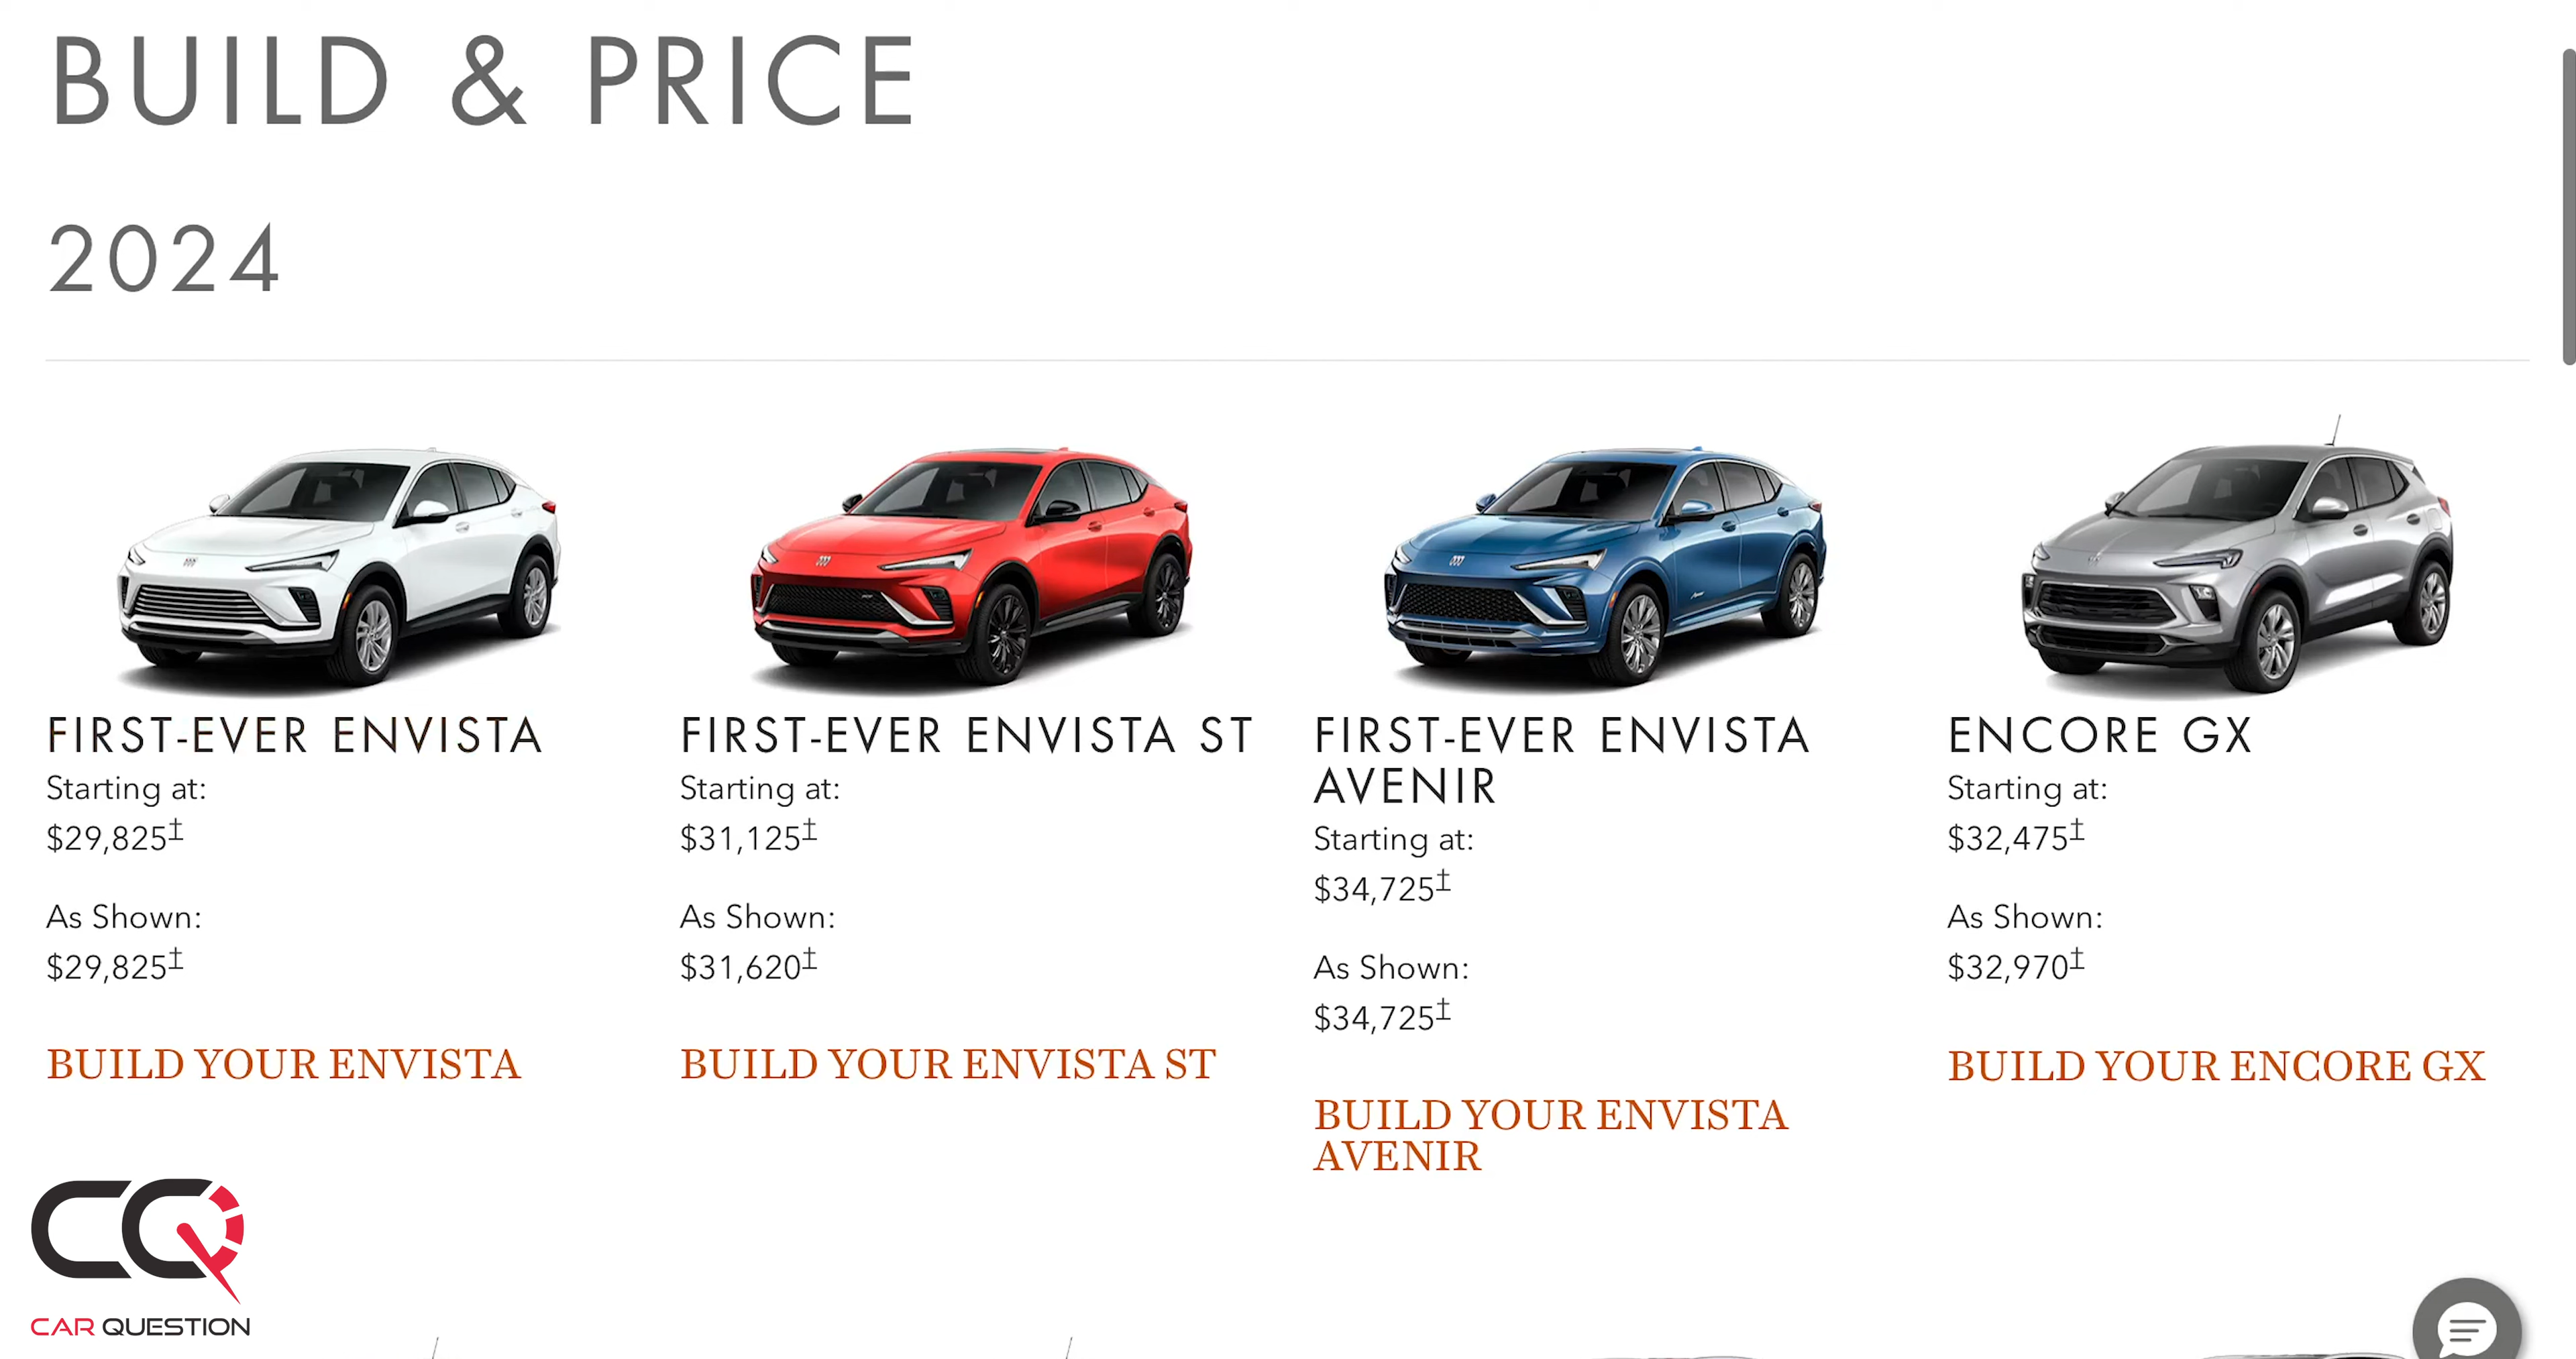 BUILD & PRICE
2024
FIRST-EVER ENVISTA
Starting at:
$29,825‡
As Shown:
$29,825‡
BUILD YOUR ENVISTA
FIRST-EVER ENVISTA ST
Starting at:
$31,125‡
As Shown:
$31,620‡
BUILD YOUR ENVISTA ST
FIRST-EVER ENVISTA
AVENIR
Starting at:
$34,725‡
As Shown:
$34,725‡
BUILD YOUR ENVISTA
AVENIR
ENCORE GX
Starting at:
$32,475‡
As Shown:
$32,970‡
BUILD YOUR ENCORE GX
CQ
CAR QUESTION